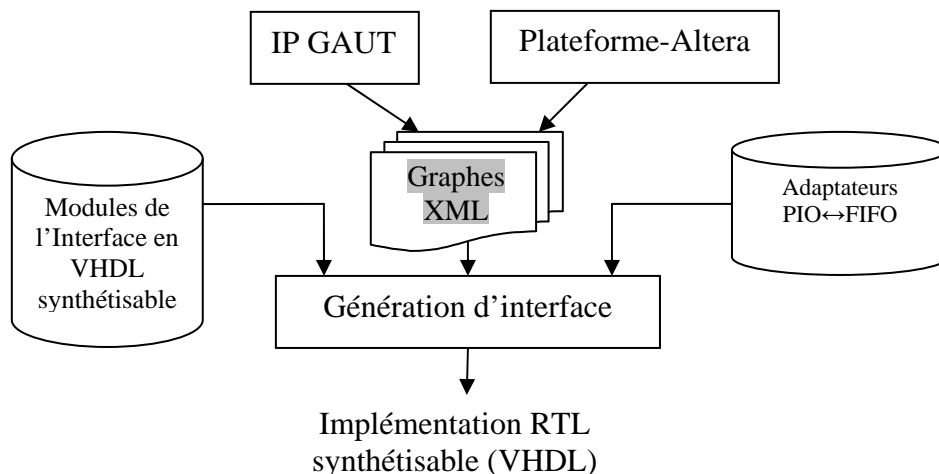 IP GAUT
Plateforme-Altera
Graphes
XML
Modules de
l’Interface en
VHDL
synthétisable
Adaptateurs
PIO↔FIFO
Génération d’interface
Implémentation RTL
synthétisable (VHDL)